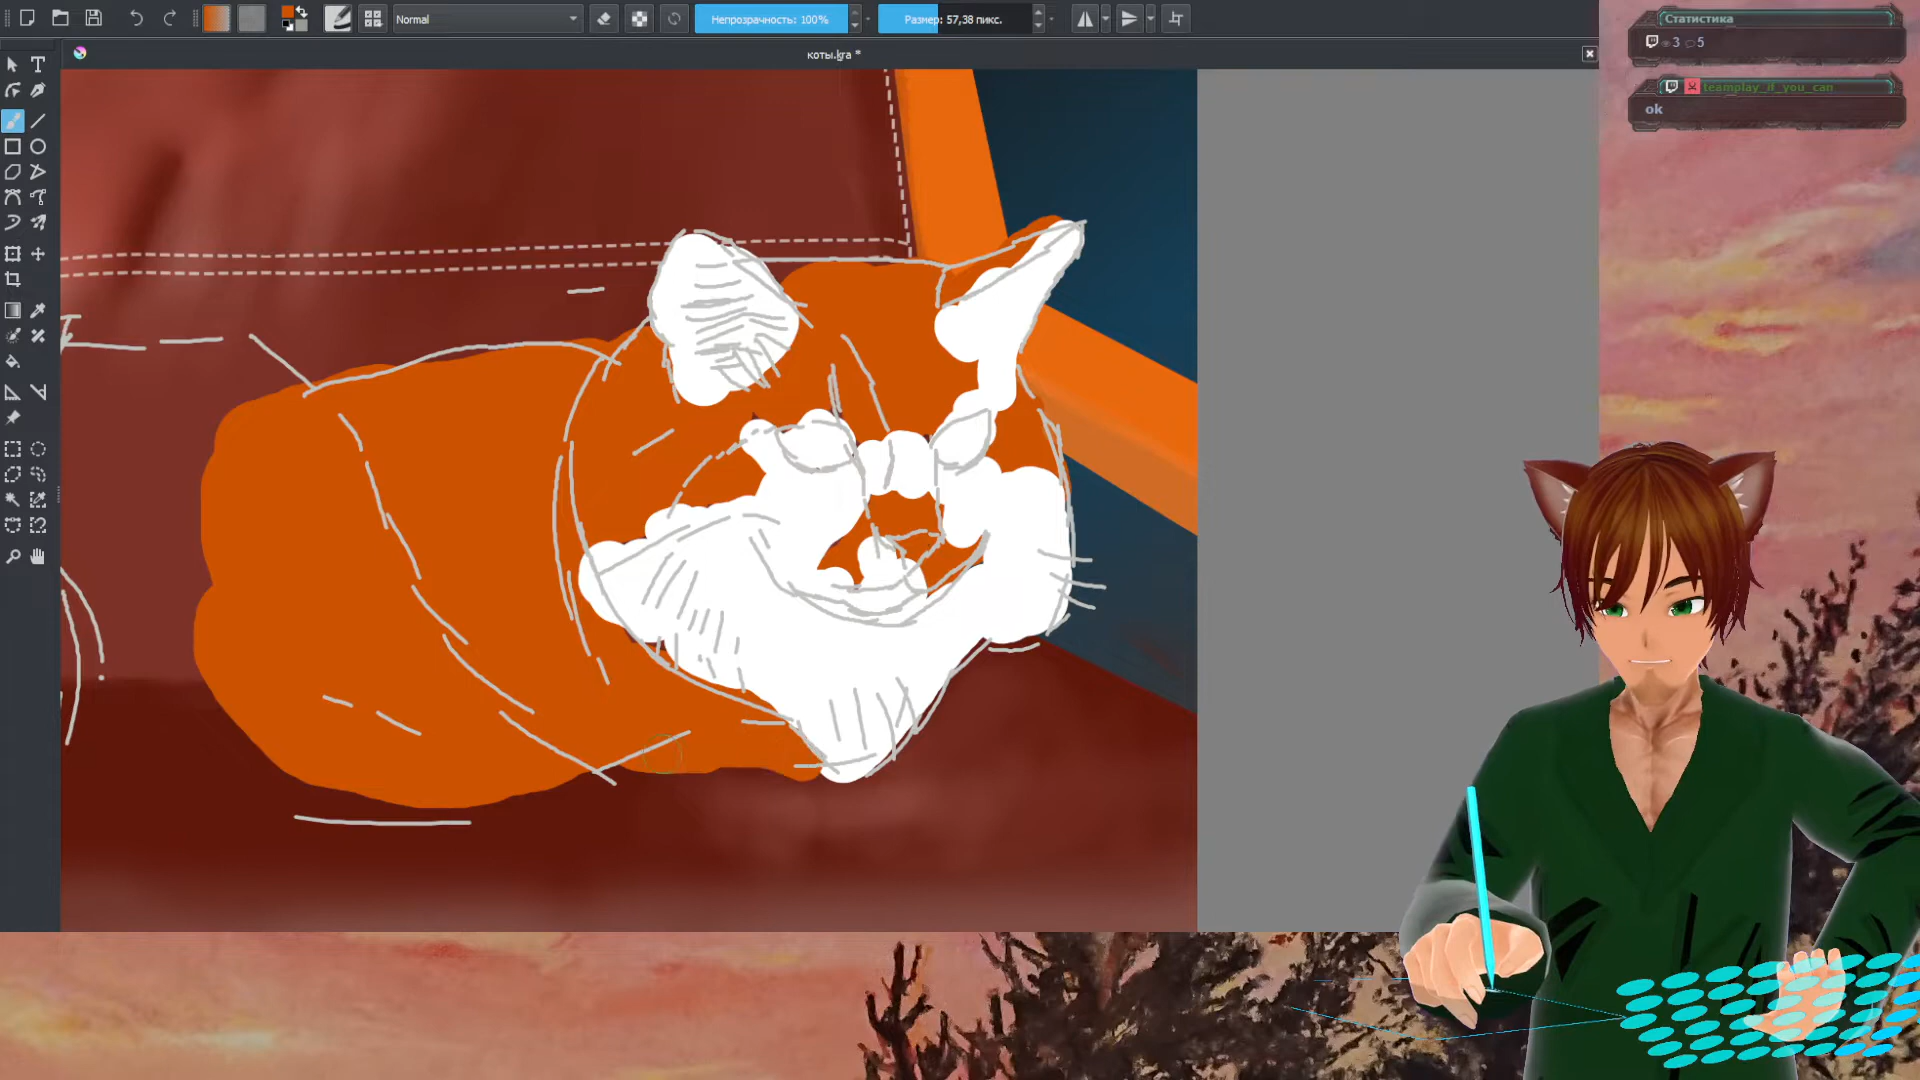 Normal
Непрозрачность: 100%
Размер: 57,38 пикс.
коты.kra *
Статистика
3 5
teamplay_if_you_can
ok